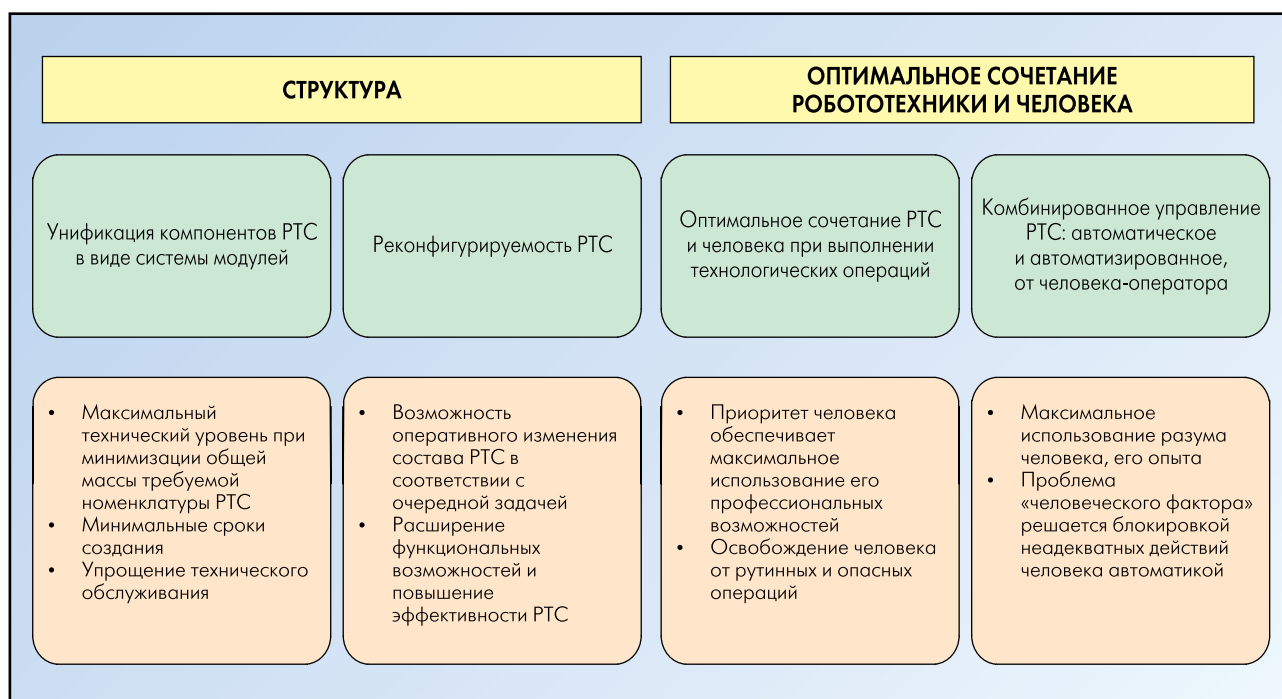 СТРУКТУРА
ОПТИМАЛЬНОЕ СОЧЕТАНИЕ
РОБОТОТЕХНИКИ И ЧЕЛОВЕКА
Унификация компонентов РТС
в виде системы модулей
Реконфигурируемость РТС
Оптимальное сочетание РТС
и человека при выполнении
технологических операций
Комбинированное управление
РТС: автоматическое
и автоматизированное,
от человека-оператора
• Максимальный
технический уровень при
минимизации общей
массы требуемой
номенклатуры РТС
• Минимальные сроки
создания
• Упрощение технического
обслуживания
• Возможность
оперативного изменения
состава РТС в
соответствии с
очередной задачей
• Расширение
функциональных
возможностей и
повышение
эффективности РТС
• Приоритет человека
обеспечивает
максимальное
использование его
профессиональных
возможностей
• Освобождение человека
от рутинных и опасных
операций
• Максимальное
использование разума
человека, его опыта
• Проблема
«человеческого фактора»
решается блокировкой
неадекватных действий
человека автоматикой